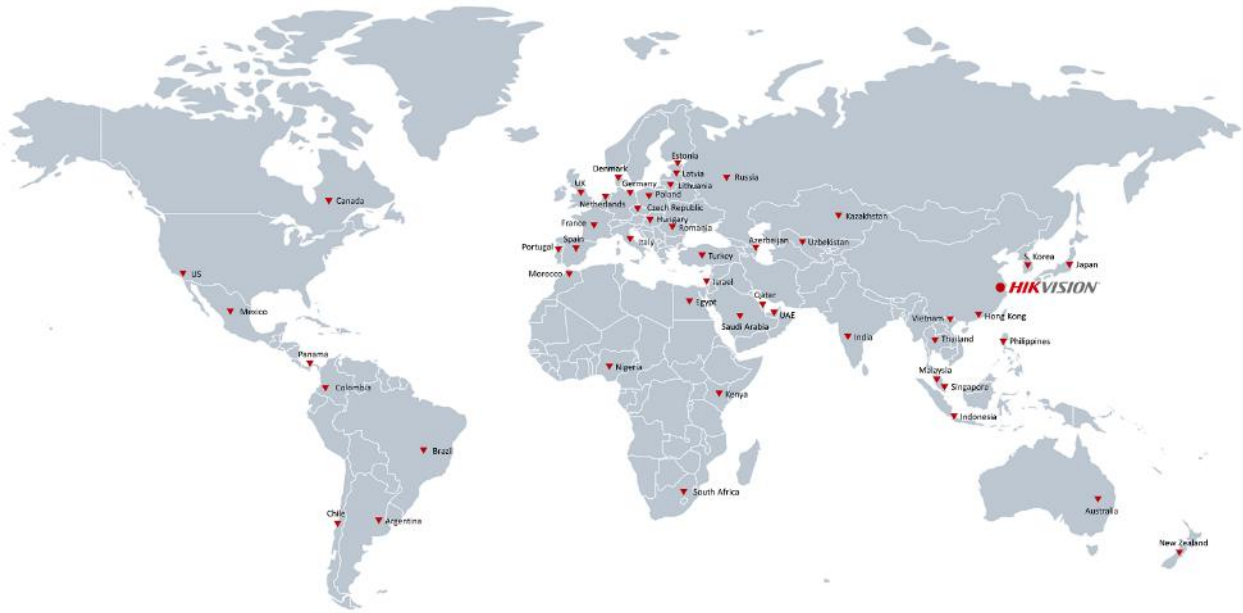 Estonia
Denmark
Latvia
Russia
UK
Germany
Lithuania
Netherlands
Poland
Canada
Czech Republic
Kazakhstan
Hungary
France
Romania
Spain
Italy
Azerbaijan
Uzbekistan
Portugal
Turkey
S. Korea
Japan
US
Morocco
Israel
HIKVISION
Qatar
Egypt
Mexico
UAE
Hong Kong
Vietnam
Saudi Arabia
India
Thailand
Philippines
Panama
Nigeria
Malaysia
Colombia
Singapore
Kenya
Indonesia
Brazil
South Africa
Australia
Chile
Argentina
New Zealand